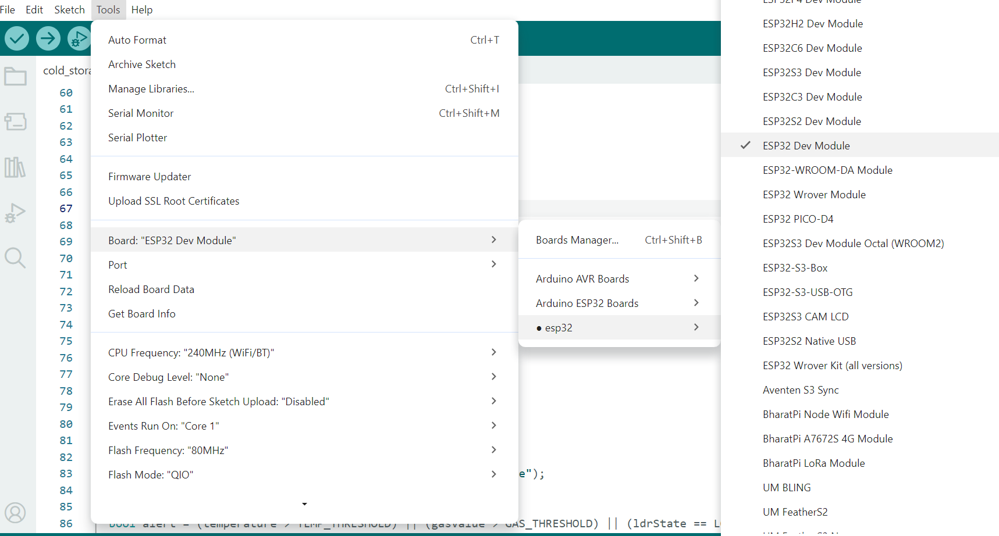 File Edit Sketch Tools Help
cold_stor
60
61
62
63
64
65
66
67
68
69
70
71
72
73
74
75
76
77
78
79
80
81
82
83
84
85
86
Auto Format Ctrl+T
Archive Sketch
Manage Libraries... Ctrl+Shift+I
Serial Monitor Ctrl+Shift+M
Serial Plotter
Firmware Updater
Upload SSL Root Certificates
Board: "ESP32 Dev Module"
Port
Reload Board Data
Get Board Info
CPU Frequency: "240MHz (WiFi/BT)"
Core Debug Level: "None"
Erase All Flash Before Sketch Upload: "Disabled"
Events Run On: "Core 1"
Flash Frequency: "80MHz"
Flash Mode: "QIO"
Boards Manager... Ctrl+Shift+B
Arduino AVR Boards
Arduino ESP32 Boards
● esp32
ESP32P4 Dev Module
ESP32H2 Dev Module
ESP32C6 Dev Module
ESP32S3 Dev Module
ESP32C3 Dev Module
ESP32S2 Dev Module
ESP32 Dev Module
ESP32-WROOM-DA Module
ESP32 Wrover Module
ESP32 PICO-D4
ESP32S3 Dev Module Octal (WROOM2)
ESP32-S3-Box
ESP32-S3-USB-OTG
ESP32S3 CAM LCD
ESP32S2 Native USB
ESP32 Wrover Kit (all versions)
Aventen S3 Sync
BharatPi Node Wifi Module
BharatPi A7672S 4G Module
BharatPi LoRa Module
UM BLING
UM FeatherS2
e");
bool alert = (temperature > TEMP_THRESHOLD) || (gasValue > GAS_THRESHOLD) || (ldrState == L